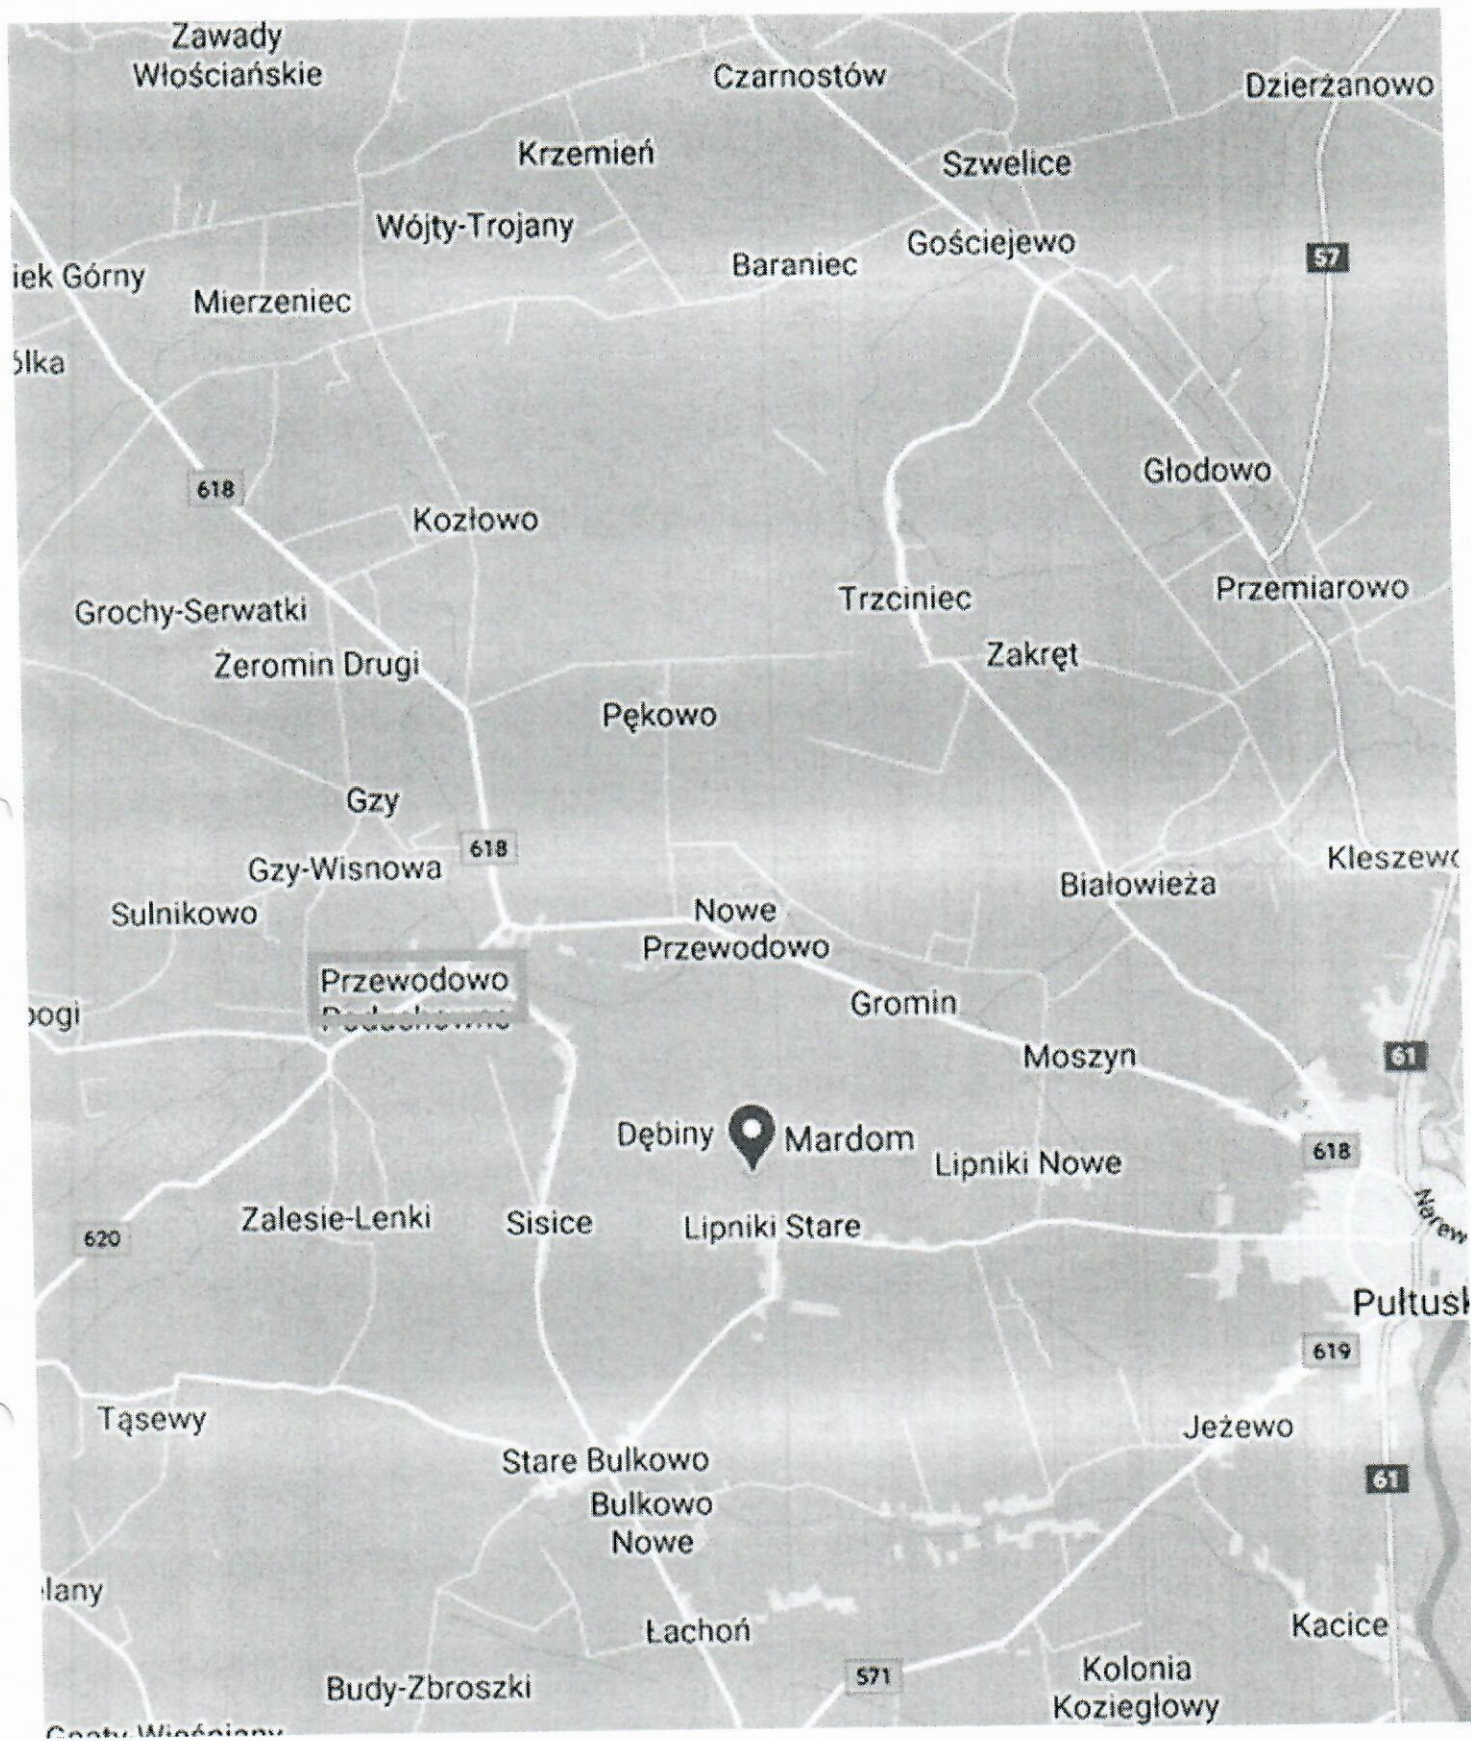 Zawady
Włościańskie
Czarnostów
Dzierżanowo
Krzemień
Szwelice
Wójty-Trojany
Gościejewo
Baraniec
57
iek Górny
Mierzeniec
ólka
618
Głodowo
Kozłowo
Przemiarowo
Trzciniec
Grochy-Serwatki
Zakręt
Żeromin Drugi
Pękowo
Gzy
618
Gzy-Wisnowa
Kleszewo
Białowieża
Sulnikowo
Nowe
Przewodowo
Przewodowo
Gromin
ogi
Moszyn
61
Dębiny
Mardom
618
Lipniki Nowe
Zalesie-Lenki
Sisice
Lipniki Stare
Narew
620
Pułtusk
619
Tąsewy
Jeżewo
Stare Bulkowo
61
Bulkowo
Nowe
lany
Łachoń
Kacice
571
Kolonia
Koziegłowy
Budy-Zbroszki